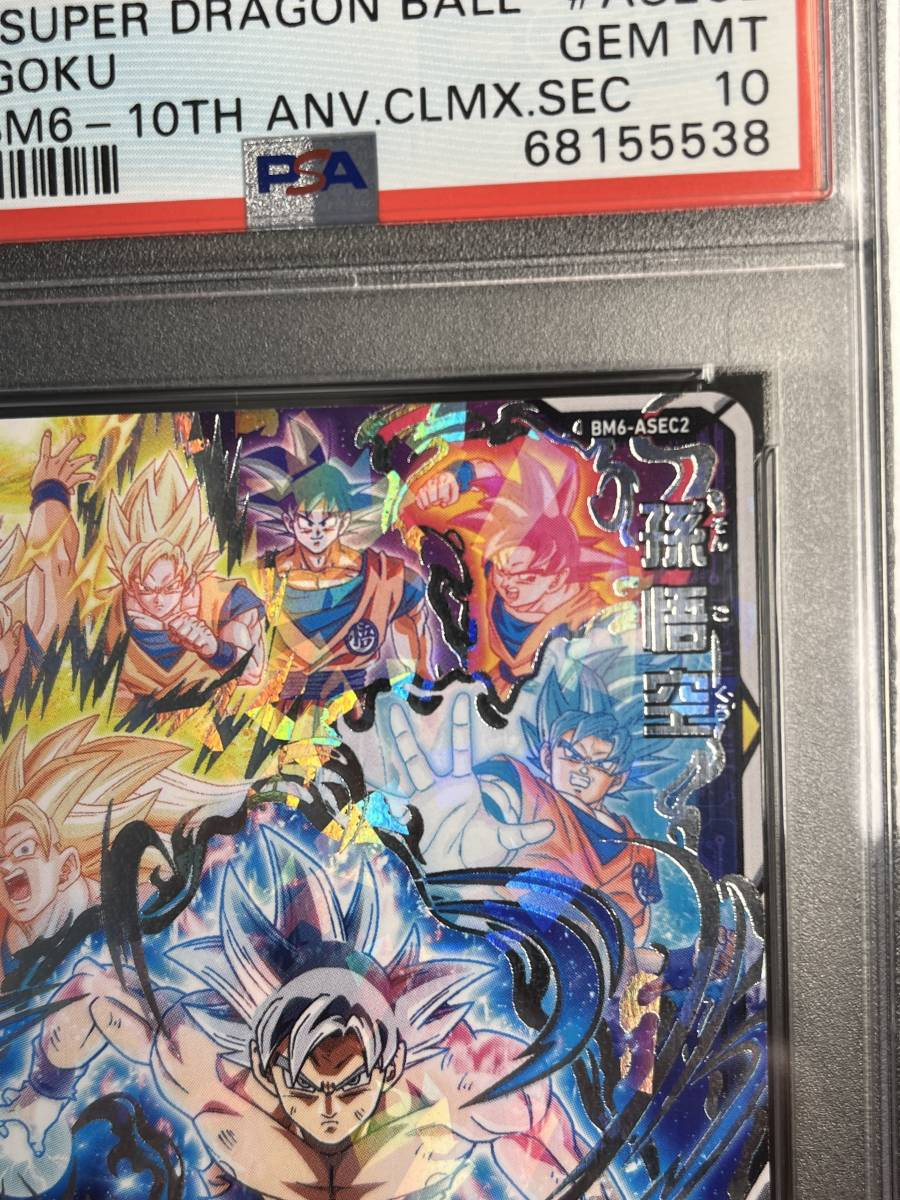 SUPER DRAGON BALL
GOKU
GEM MT
BM6 - 10TH ANV.CLMX.SEC
10
68155538
PSA
BM6-ASEC2
孫悟空
そん ご くう
悟